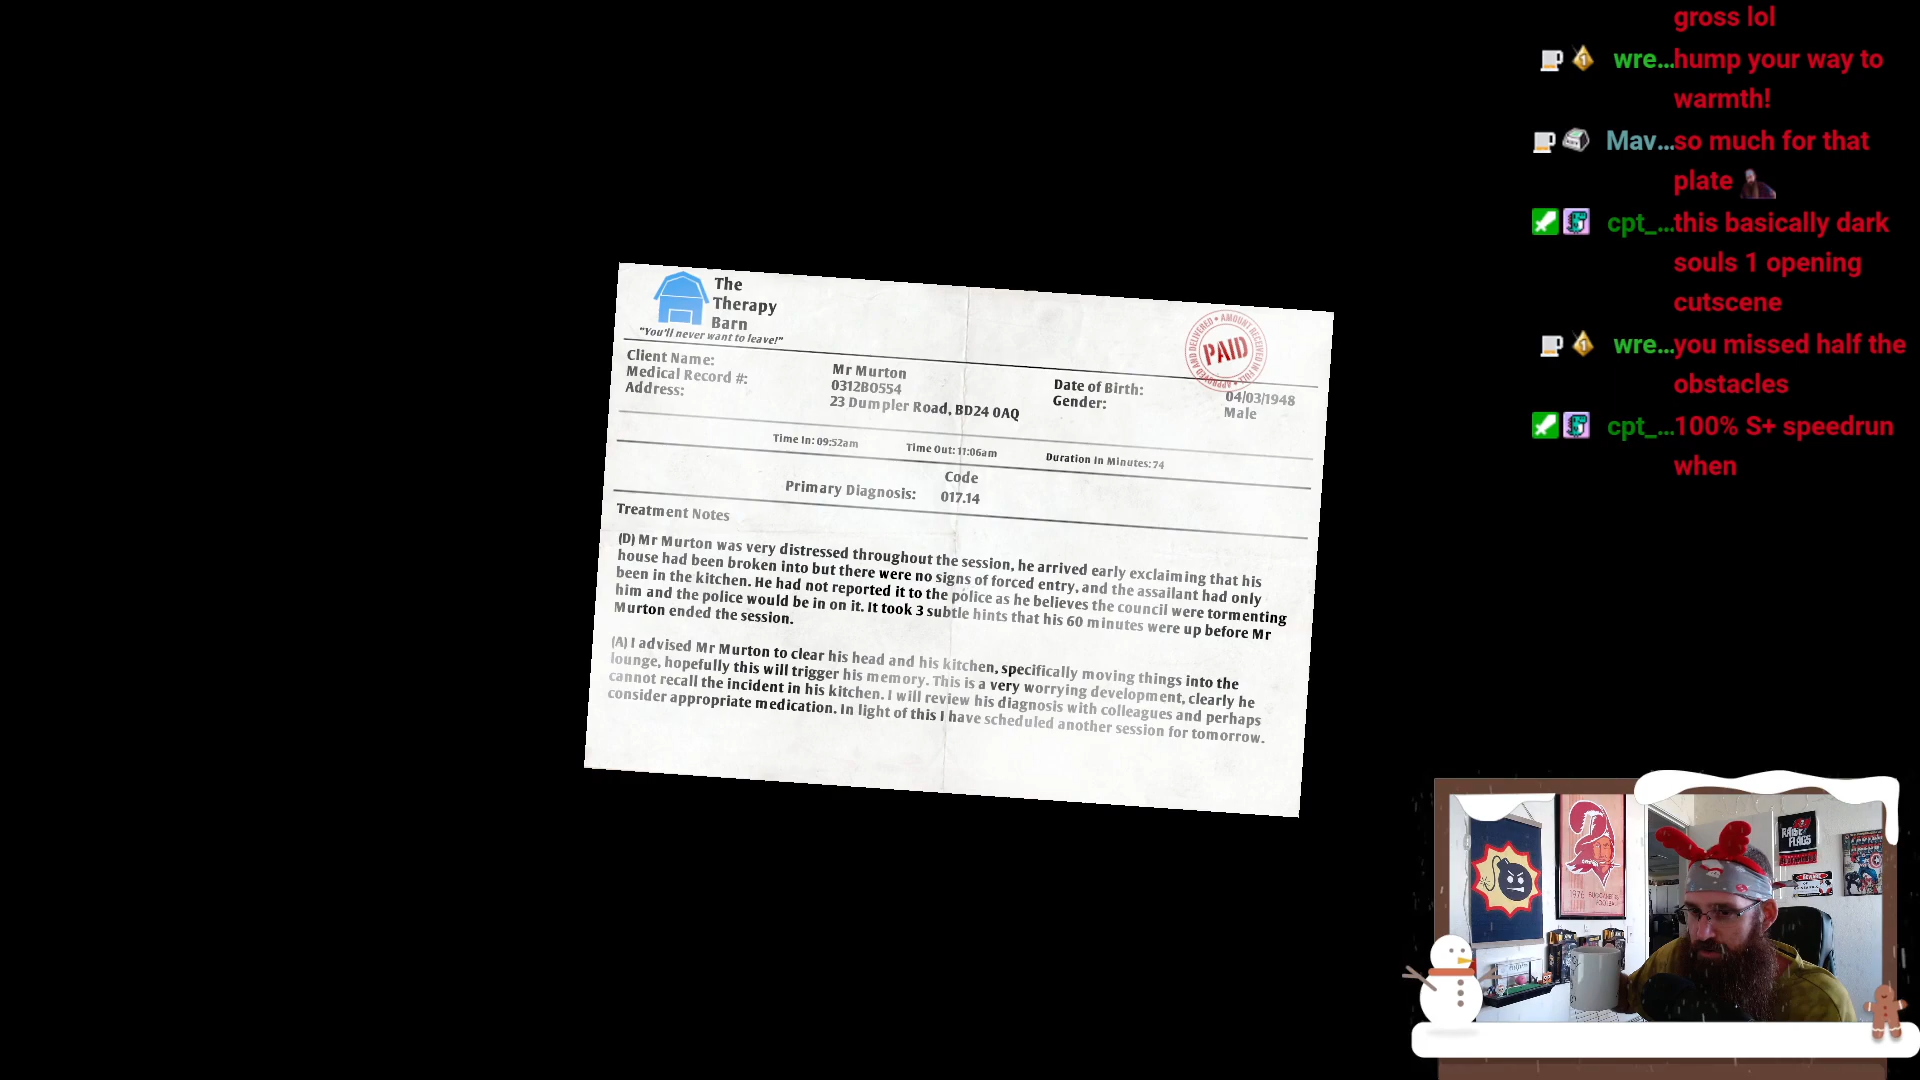 The
Therapy
Barn
"You'll never want to leave!"
PAID
AMOUNT RECEIVED IN FULL • APPROVED AND DELIVERED •
Client Name: Mr Murton
Medical Record #: 0312B0554
Address: 23 Dumpler Road, BD24 0AQ
Date of Birth: 04/03/1948
Gender: Male
Time In: 09:52am Time Out: 11:06am Duration In Minutes: 74
Code
Primary Diagnosis: 017.14
Treatment Notes
(D) Mr Murton was very distressed throughout the session, he arrived early exclaiming that his
house had been broken into but there were no signs of forced entry, and the assailant had only
been in the kitchen. He had not reported it to the police as he believes the council were tormenting
him and the police would be in on it. It took 3 subtle hints that his 60 minutes were up before Mr
Murton ended the session.
(A) I advised Mr Murton to clear his head and his kitchen, specifically moving things into the
lounge, hopefully this will trigger his memory. This is a very worrying development, clearly he
cannot recall the incident in his kitchen. I will review his diagnosis with colleagues and perhaps
consider appropriate medication. In light of this I have scheduled another session for tomorrow.
gross lol
wre... hump your way to
warmth!
Mav... so much for that
plate
cpt_... this basically dark
souls 1 opening
cutscene
wre... you missed half the
obstacles
cpt_... 100% S+ speedrun
when
RAISE
FLAGS
1976
BEWARE